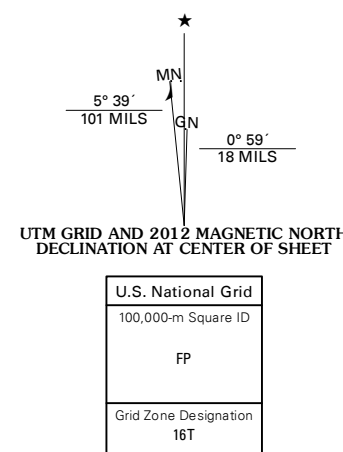 ★
MN
5° 39´
101 MILS
GN
0° 59´
18 MILS
UTM GRID AND 2012 MAGNETIC NORTH
DECLINATION AT CENTER OF SHEET
U.S. National Grid
100,000-m Square ID
FP
Grid Zone Designation
16T